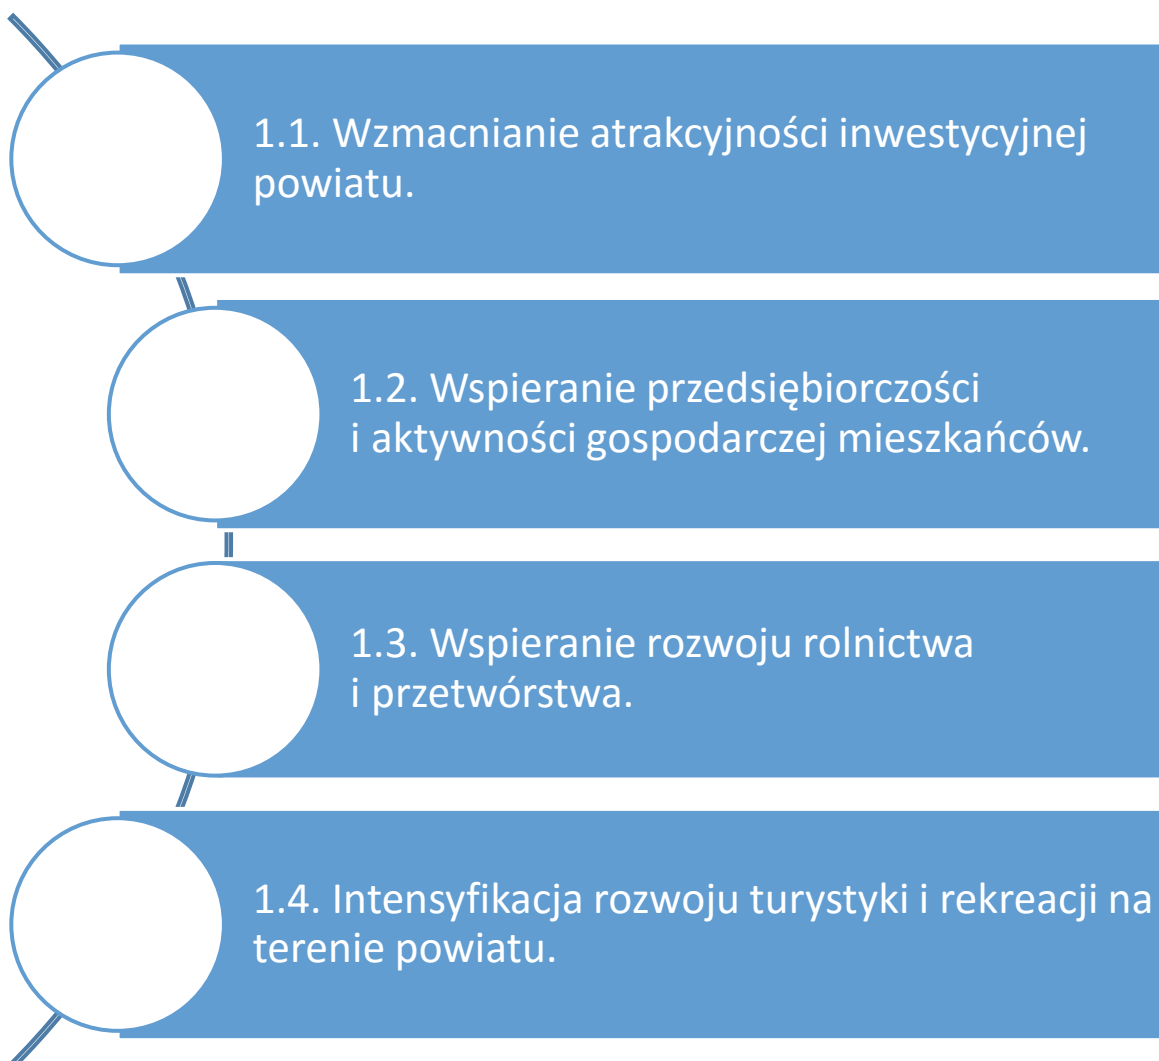 1.1. Wzmacnianie atrakcyjności inwestycyjnej
powiatu.
1.2. Wspieranie przedsiębiorczości
i aktywności gospodarczej mieszkańców.
1.3. Wspieranie rozwoju rolnictwa
i przetwórstwa.
1.4. Intensyfikacja rozwoju turystyki i rekreacji na
terenie powiatu.